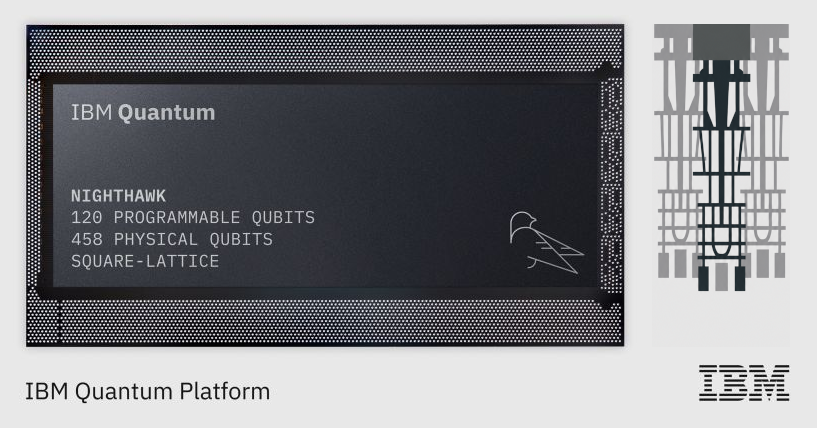 IBM Quantum
NIGHTHAWK
120 PROGRAMMABLE QUBITS
458 PHYSICAL QUBITS
SQUARE-LATTICE
IBM Quantum Platform
IBM